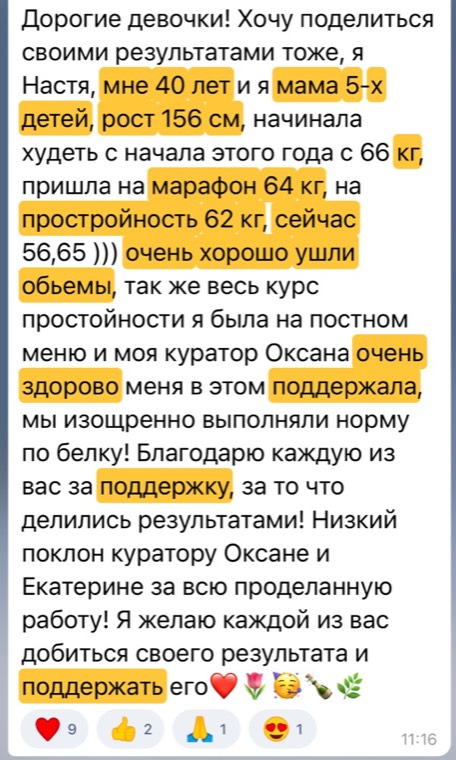 Дорогие девочки! Хочу поделиться
своими результатами тоже, я
Настя, мне 40 лет и я мама 5-х
детей, рост 156 см, начинала
худеть с начала этого года с 66 кг,
пришла на марафон 64 кг, на
простройность 62 кг, сейчас
56,65 ))) очень хорошо ушли
обьемы, так же весь курс
простойности я была на постном
меню и моя куратор Оксана очень
здорово меня в этом поддержала,
мы изощренно выполняли норму
по белку! Благодарю каждую из
вас за поддержку, за то что
делились результатами! Низкий
поклон куратору Оксане и
Екатерине за всю проделанную
работу! Я желаю каждой из вас
добиться своего результата и
поддержать его❤️🌷🥳🍾🌿
❤️ 9 👍 2 🙏 1 😍 1 11:16